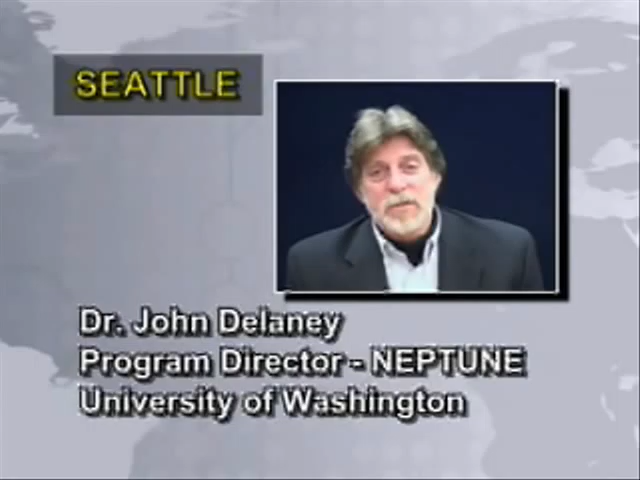 SEATTLE
Dr. John Delaney
Program Director - NEPTUNE
University of Washington